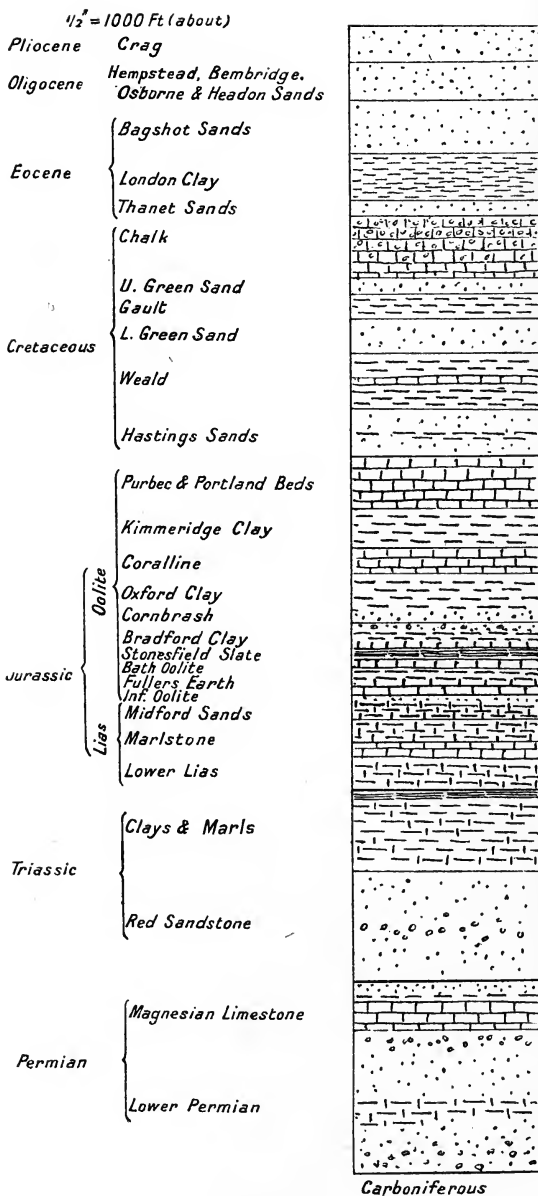 1/2" = 1000 Ft (about)
Pliocene Crag
Oligocene Hempstead, Bembridge.
Osborne & Headon Sands
Eocene
Bagshot Sands
London Clay
Thanet Sands
Cretaceous
Chalk
U. Green Sand
Gault
L. Green Sand
Weald
Hastings Sands
Jurassic
Oolite
Purbec & Portland Beds
Kimmeridge Clay
Coralline
Oxford Clay
Cornbrash
Bradford Clay
Stonesfield Slate
Bath Oolite
Fullers Earth
Inf. Oolite
Lias
Midford Sands
Marlstone
Lower Lias
Triassic
Clays & Marls
Red Sandstone
Permian
Magnesian Limestone
Lower Permian
Carboniferous